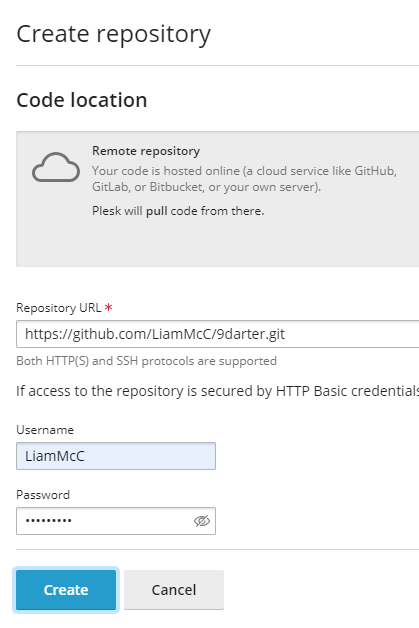 Create repository
Code location
Remote repository
Your code is hosted online (a cloud service like GitHub,
GitLab, or Bitbucket, or your own server).
Plesk will pull code from there.
Repository URL *
https://github.com/LiamMcC/9darter.git
Both HTTP(S) and SSH protocols are supported
If access to the repository is secured by HTTP Basic credentials
Username
LiamMcC
Password
•••••••••
Create
Cancel